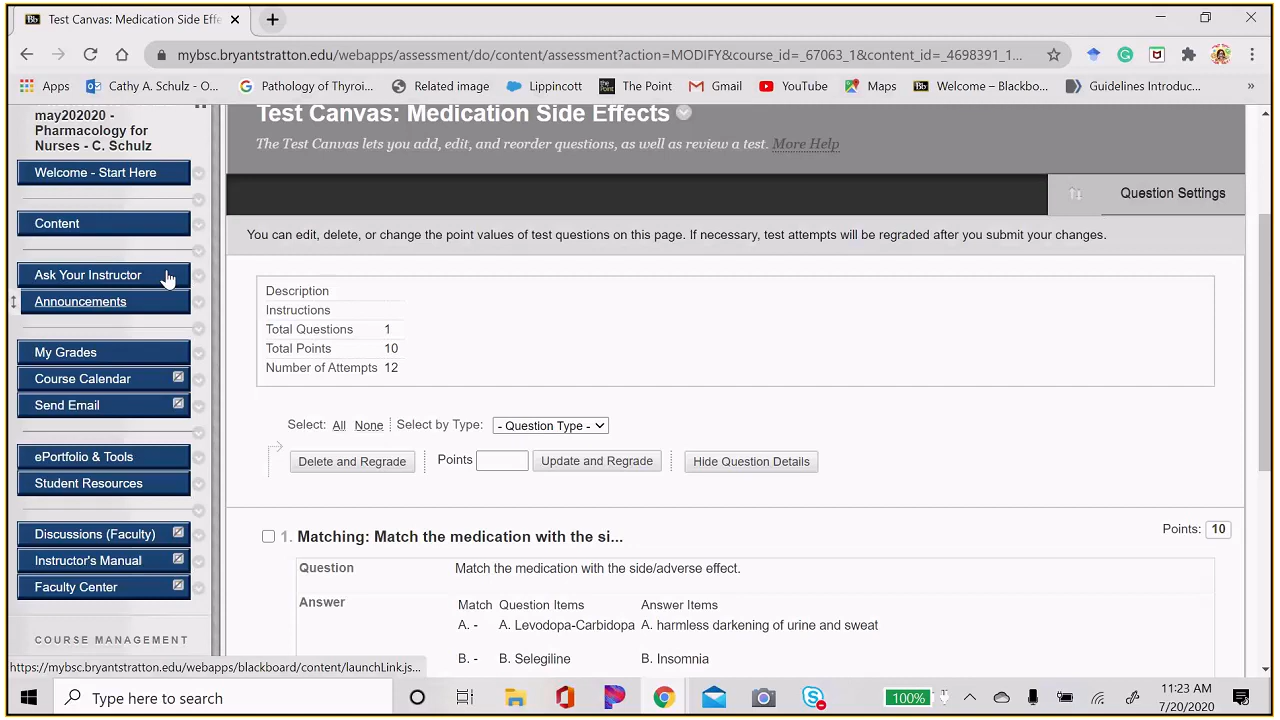 Test Canvas: Medication Side Effe
mybsc.bryantstratton.edu/webapps/assessment/do/content/assessment?action=MODIFY&course_id=_67063_1&content_id=_4698391_1...
Apps
Cathy A. Schulz - O...
Pathology of Thyroi...
Related Image
Lippincott
The Point
Gmail
YouTube
Maps
Welcome – Blackbo...
Guidelines Introduc...
»
may202020 -
Pharmacology for
Nurses - C. Schulz
Welcome - Start Here
Content
Ask Your Instructor
Announcements
My Grades
Course Calendar
Send Email
ePortfolio & Tools
Student Resources
Discussions (Faculty)
Instructor's Manual
Faculty Center
COURSE MANAGEMENT
Test Canvas: Medication Side Effects
The Test Canvas lets you add, edit, and reorder questions, as well as review a test. More Help
Question Settings
You can edit, delete, or change the point values of test questions on this page. If necessary, test attempts will be regraded after you submit your changes.
Description
Instructions
Total Questions 1
Total Points 10
Number of Attempts 12
Select: All None Select by Type: - Question Type -
Delete and Regrade Points Update and Regrade Hide Question Details
1. Matching: Match the medication with the si... Points: 10
Question Match the medication with the side/adverse effect.
Answer Match Question Items Answer Items
A. - A. Levodopa-Carbidopa A. harmless darkening of urine and sweat
B. - B. Selegiline B. Insomnia
https://mybsc.bryantstratton.edu/webapps/blackboard/content/launchLink.js...
Type here to search
100%
11:23 AM
7/20/2020